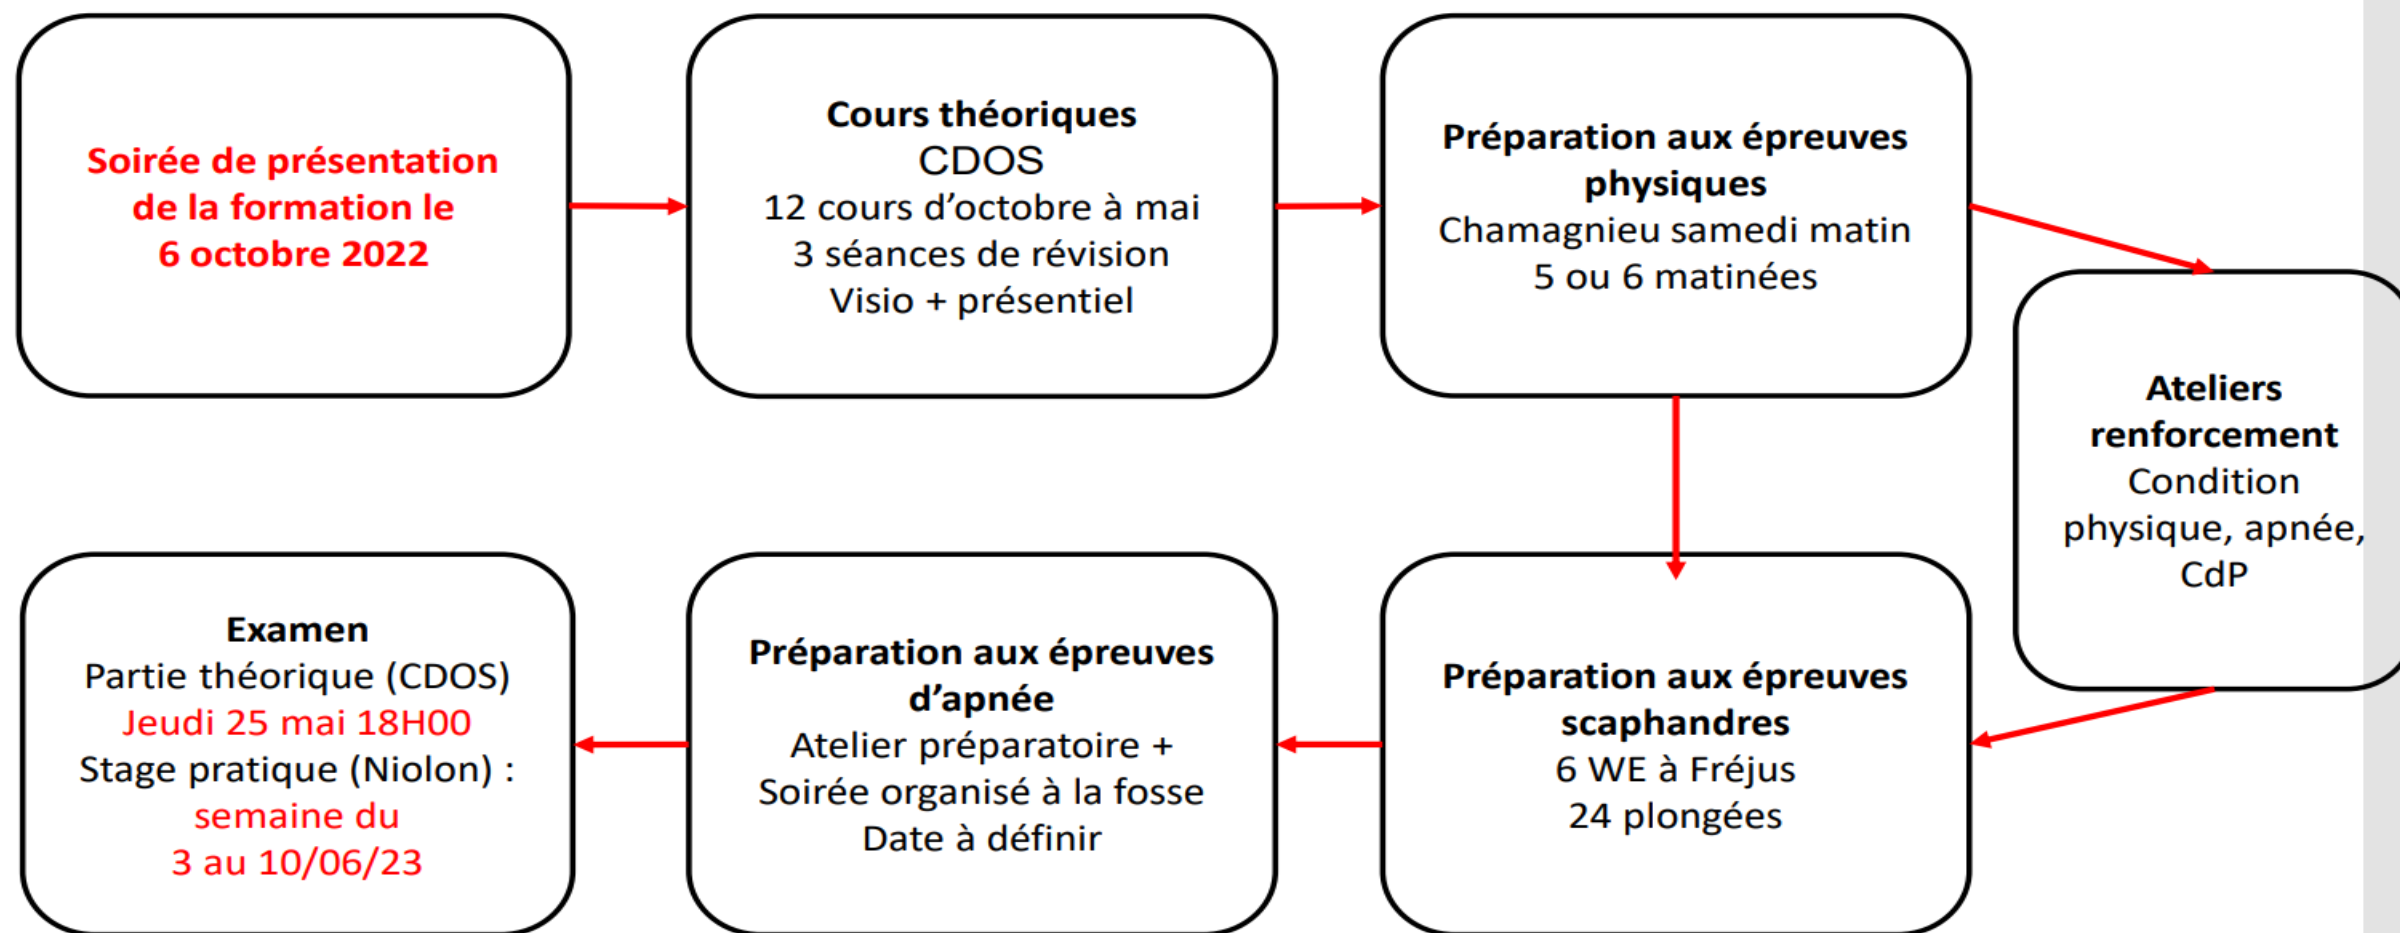 Soirée de présentation
de la formation le
6 octobre 2022
Cours théoriques
CDOS
12 cours d’octobre à mai
3 séances de révision
Visio + présentiel
Préparation aux épreuves
physiques
Chamagnieu samedi matin
5 ou 6 matinées
Ateliers
renforcement
Condition
physique, apnée,
CdP
Préparation aux épreuves
scaphandres
6 WE à Fréjus
24 plongées
Préparation aux épreuves
d’apnée
Atelier préparatoire +
Soirée organisé à la fosse
Date à définir
Examen
Partie théorique (CDOS)
Jeudi 25 mai 18H00
Stage pratique (Niolon) :
semaine du
3 au 10/06/23